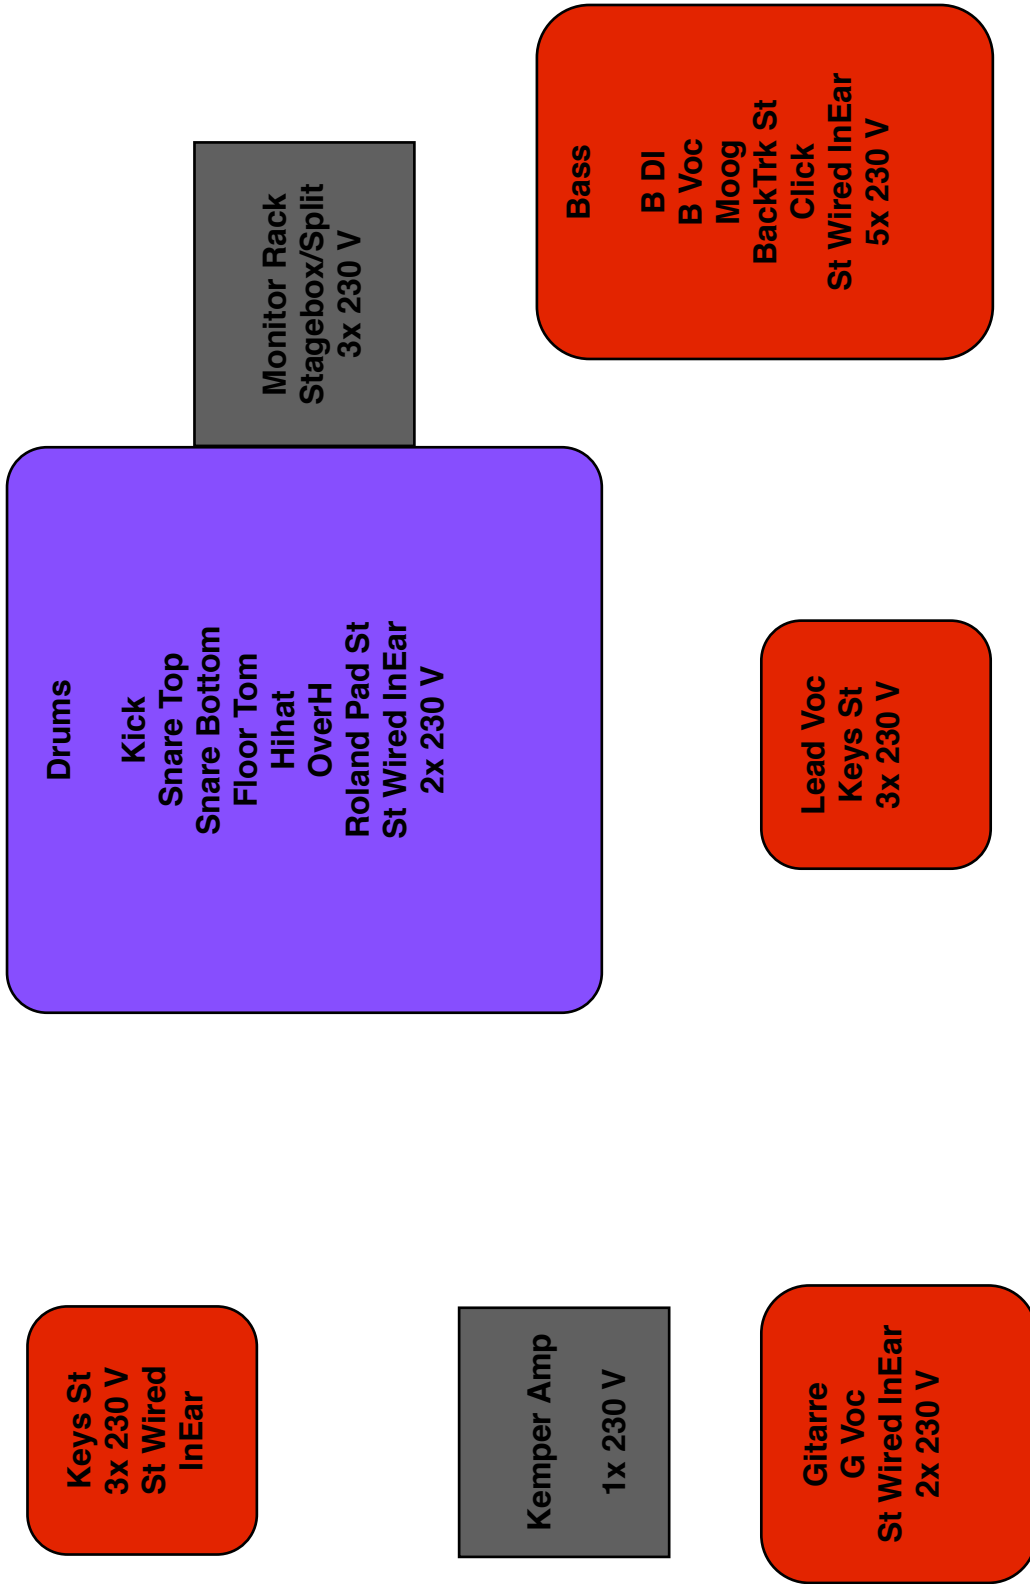 Keys St
3x 230 V
St Wired
InEar
Drums
Kick
Snare Top
Snare Bottom
Floor Tom
Hihat
OverH
Roland Pad St
St Wired InEar
2x 230 V
Monitor Rack
Stagebox/Split
3x 230 V
Kemper Amp
1x 230 V
Bass
B DI
B Voc
Moog
BackTrk St
Click
St Wired InEar
5x 230 V
Gitarre
G Voc
St Wired InEar
2x 230 V
Lead Voc
Keys St
3x 230 V